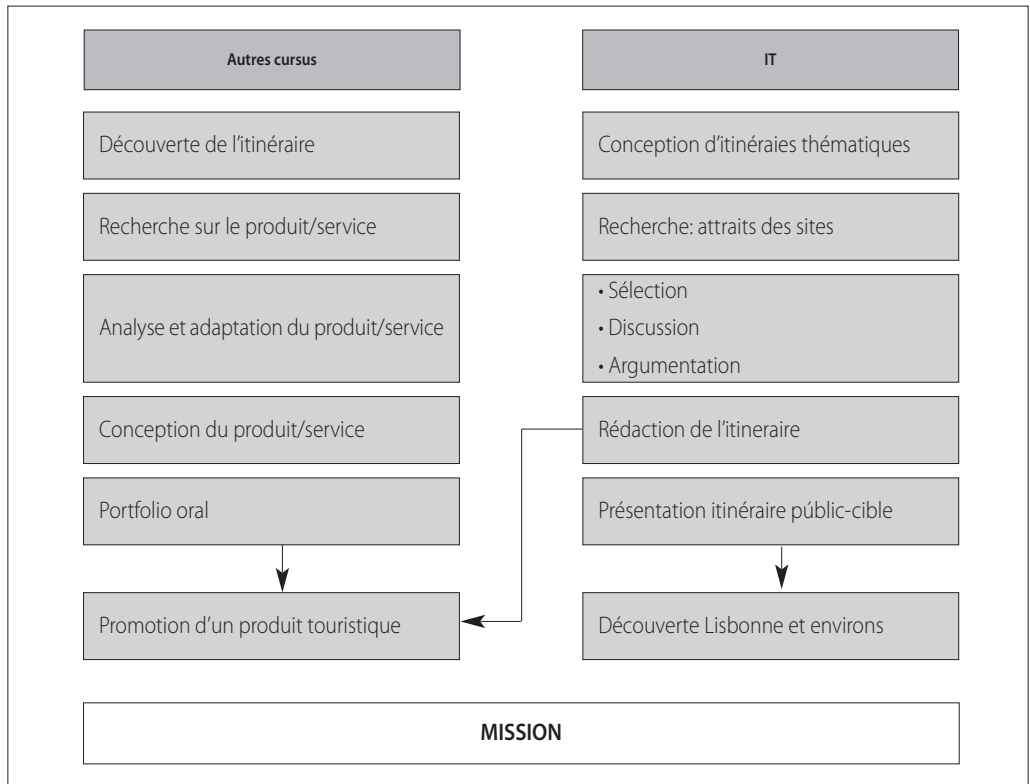 Autres cursus
Découverte de l'itinéraire
Recherche sur le produit/service
Analyse et adaptation du produit/service
Conception du produit/service
Portfolio oral
Promotion d'un produit touristique
IT
Conception d'itinéraies thématiques
Recherche: attraits des sites
• Sélection
• Discussion
• Argumentation
Rédaction de l'itineraire
Présentation itinéraire públic-cible
Découverte Lisbonne et environs
MISSION